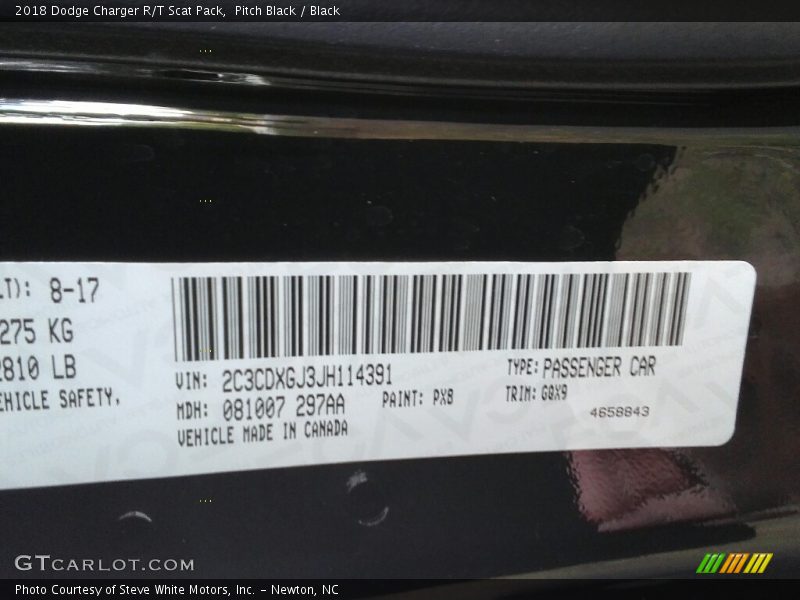 2018 Dodge Charger R/T Scat Pack, Pitch Black / Black
LT): 8-17
275 KG
2810 LB
EHICLE SAFETY.
VIN: 2C3CDXGJ3JH114391
MDH: 081007 297AA
PAINT: PX8
VEHICLE MADE IN CANADA
TYPE: PASSENGER CAR
TRIM: GQX9
4658843
GTcarlot.com
Photo Courtesy of Steve White Motors, Inc. – Newton, NC